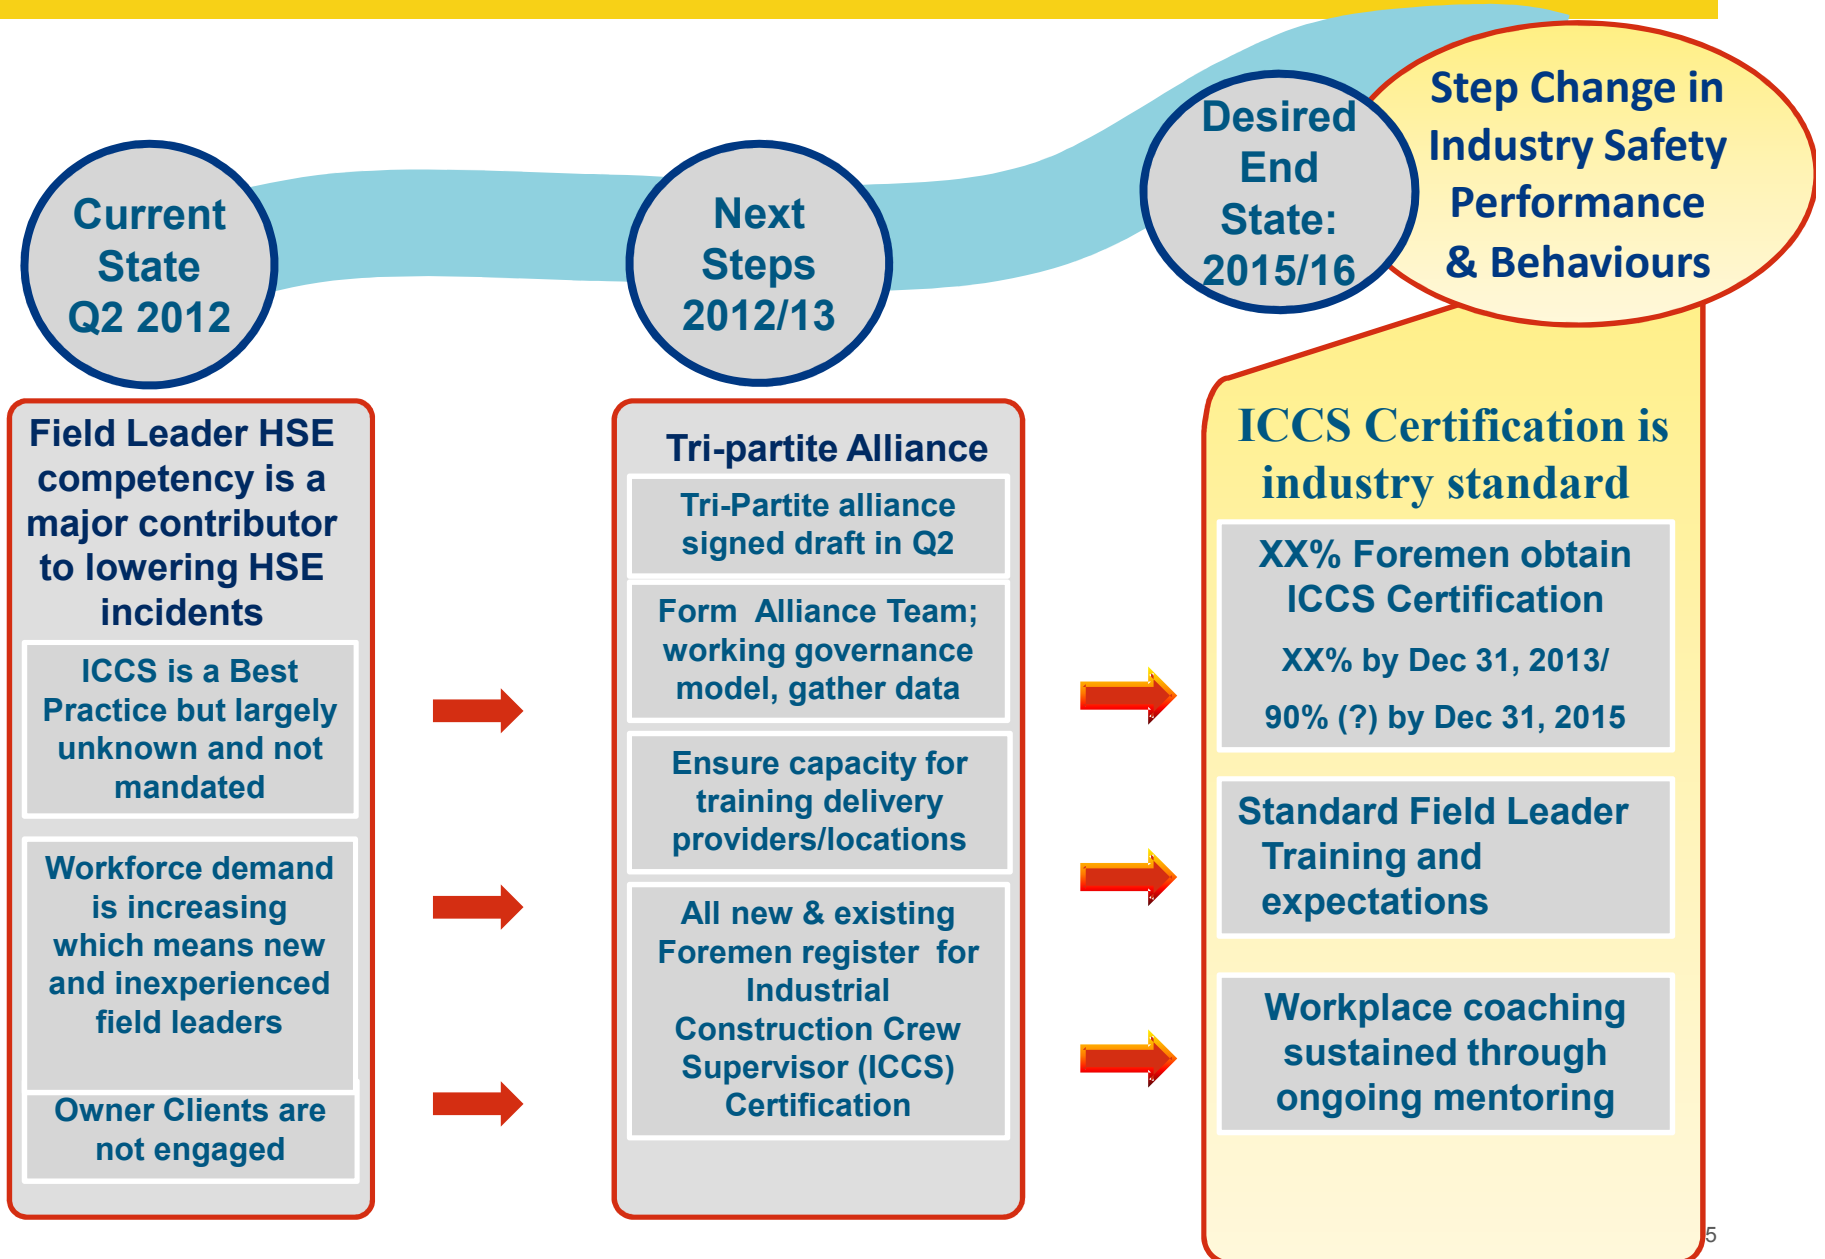 Current
State
Q2 2012
Next
Steps
2012/13
Desired
End
State:
2015/16
Step Change in
Industry Safety
Performance
& Behaviours
Field Leader HSE
competency is a
major contributor
to lowering HSE
incidents
ICCS is a Best
Practice but largely
unknown and not
mandated
Workforce demand
is increasing
which means new
and inexperienced
field leaders
Owner Clients are
not engaged
Tri-partite Alliance
Tri-Partite alliance
signed draft in Q2
Form Alliance Team;
working governance
model, gather data
Ensure capacity for
training delivery
providers/locations
All new & existing
Foremen register for
Industrial
Construction Crew
Supervisor (ICCS)
Certification
ICCS Certification is
industry standard
XX% Foremen obtain
ICCS Certification
XX% by Dec 31, 2013/
90% (?) by Dec 31, 2015
Standard Field Leader
Training and
expectations
Workplace coaching
sustained through
ongoing mentoring
5